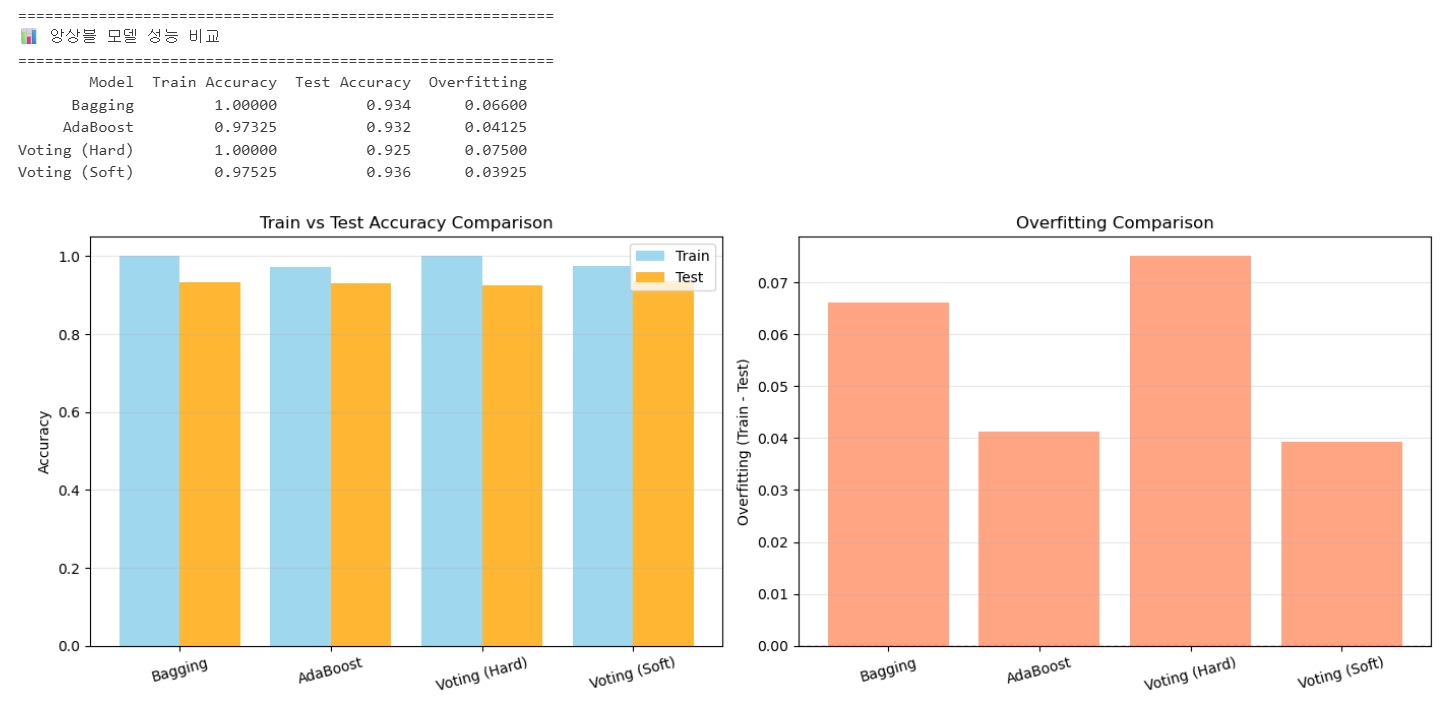 ============================================================
📊 앙상블 모델 성능 비교
============================================================
Model Train Accuracy Test Accuracy Overfitting
Bagging 1.00000 0.934 0.06600
AdaBoost 0.97325 0.932 0.04125
Voting (Hard) 1.00000 0.925 0.07500
Voting (Soft) 0.97525 0.936 0.03925
Train vs Test Accuracy Comparison
1.0
0.8
0.6
0.4
0.2
0.0
Accuracy
Train
Test
Bagging
AdaBoost
Voting (Hard)
Voting (Soft)
Overfitting Comparison
0.07
0.06
0.05
0.04
0.03
0.02
0.01
0.00
Overfitting (Train - Test)
Bagging
AdaBoost
Voting (Hard)
Voting (Soft)